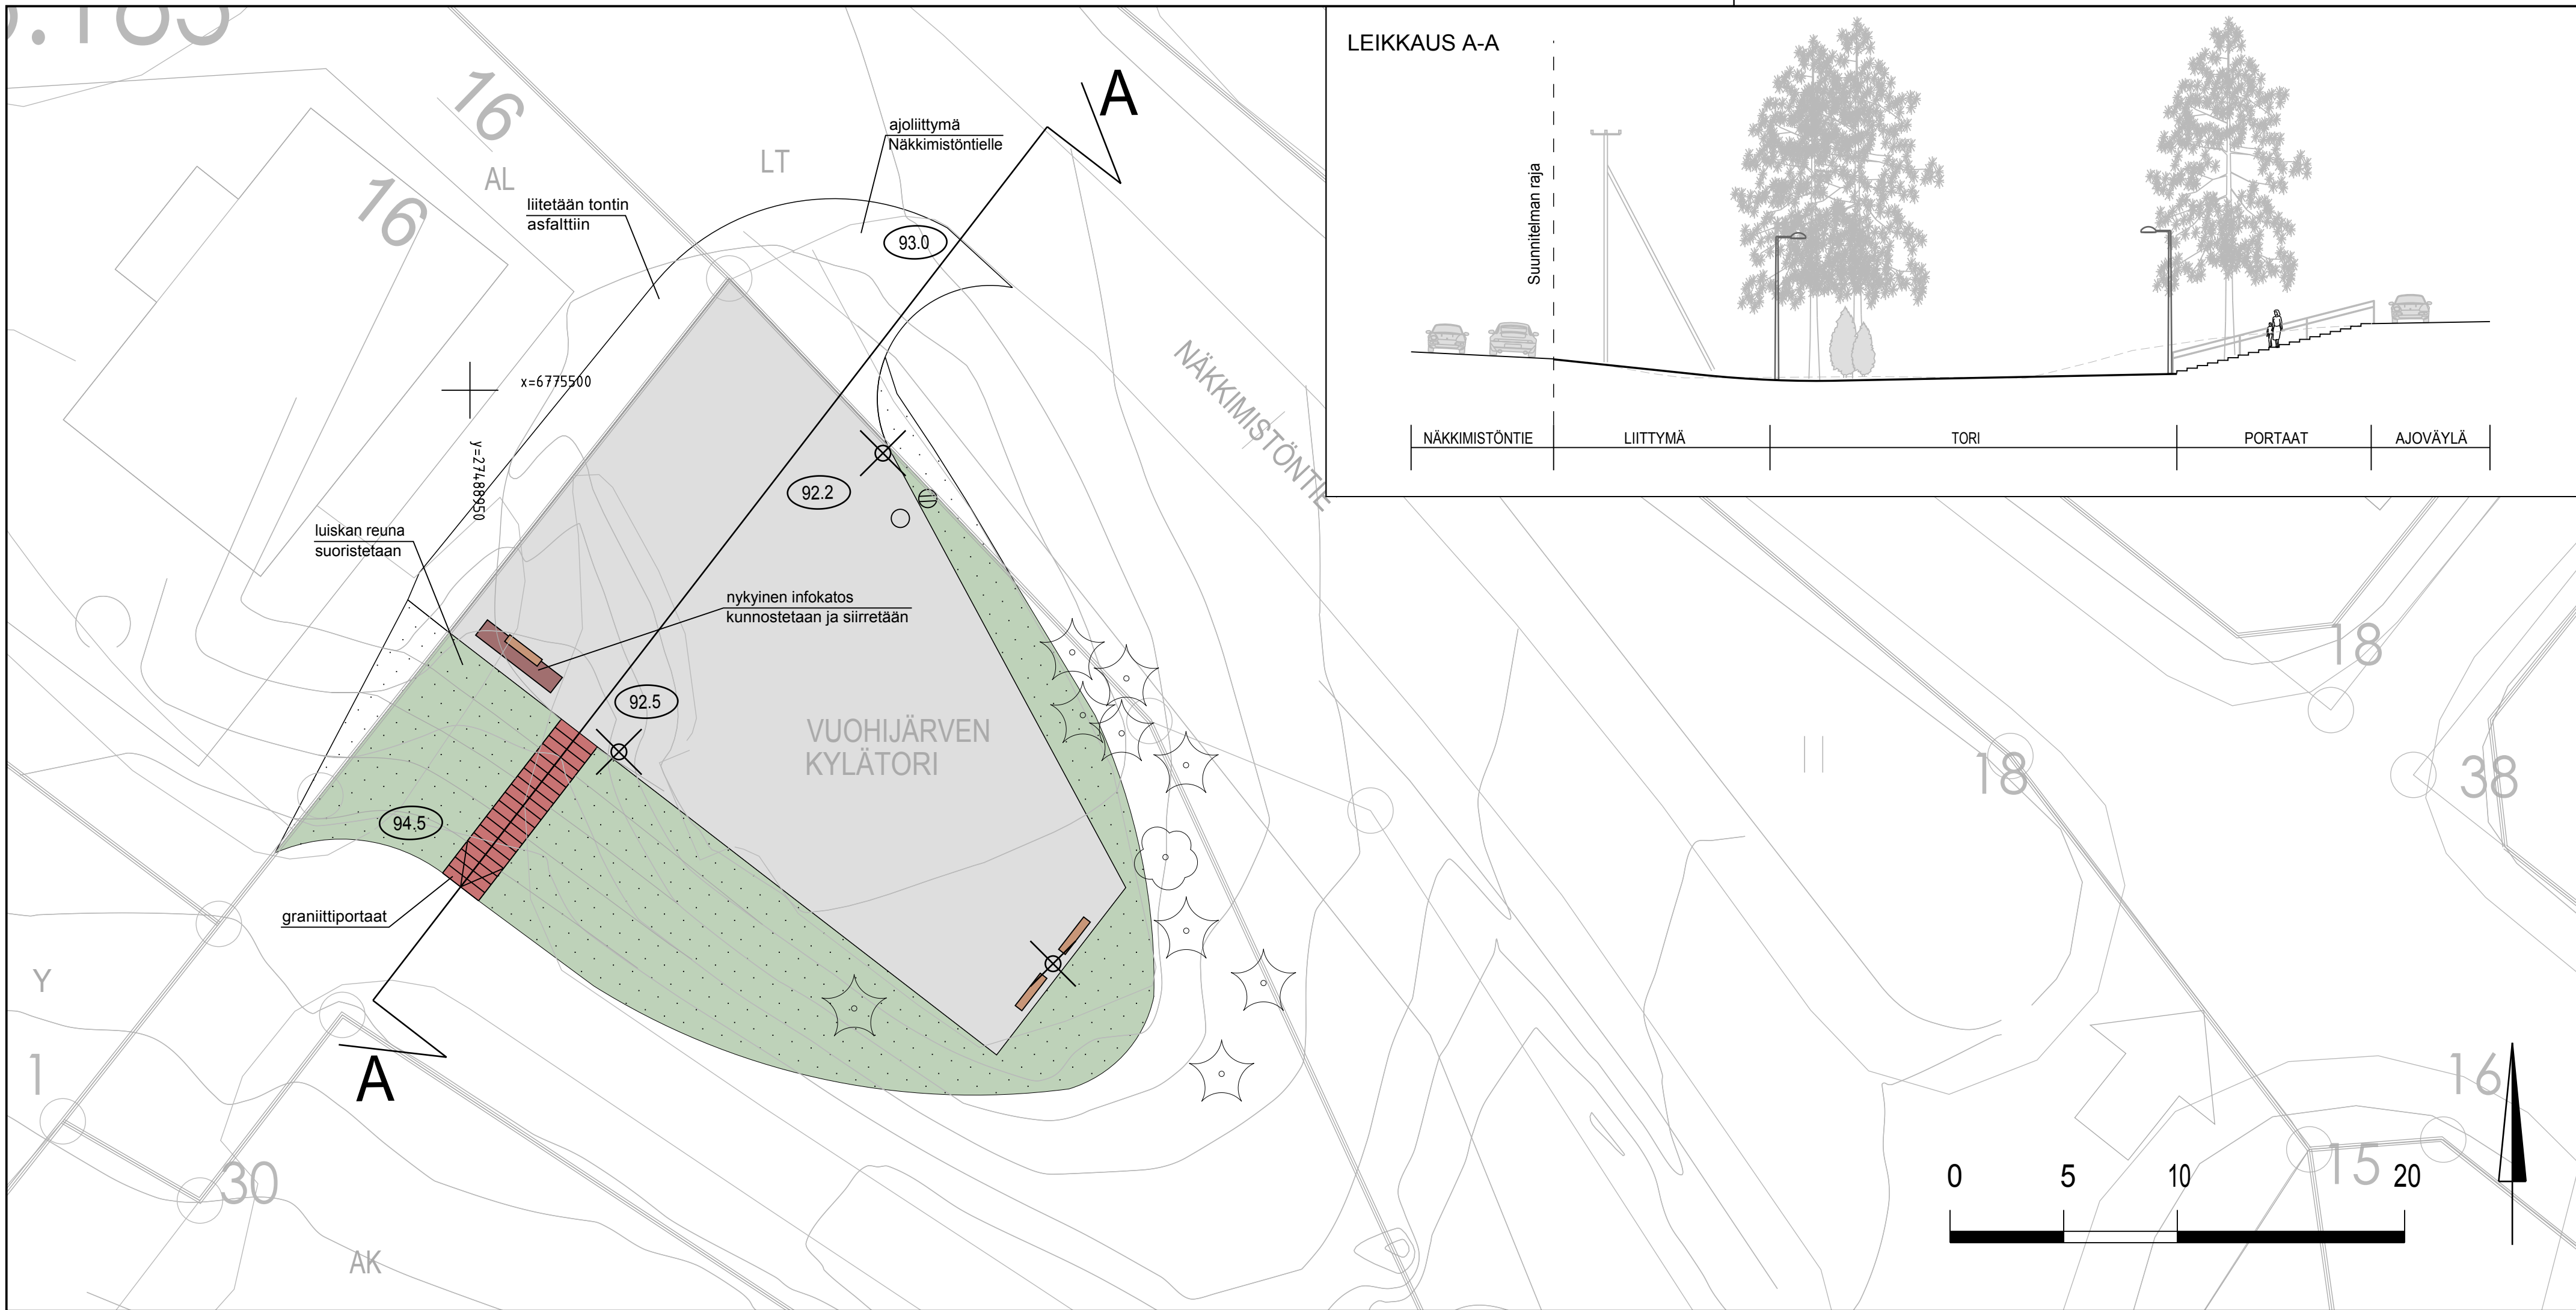 LEIKKAUS A-A
Suunnitelman raja
NÄKKIMISTÖNTIE
LIITTYMÄ
TORI
PORTAAT
AJOVÄYLÄ
16
AL
16
LT
A
ajoliittymä
Näkkimistöntielle
liitetään tontin
asfalttiin
93.0
x=6775500
y=27488950
NÄKKIMISTÖNTIE
92.2
luiskan reuna
suoristetaan
nykyinen infokatos
kunnostetaan ja siirretään
92.5
VUOHIJÄRVEN
KYLÄTORI
94.5
graniittiportaat
Y
1
A
30
AK
18
18
38
16
15
0 5 10 20